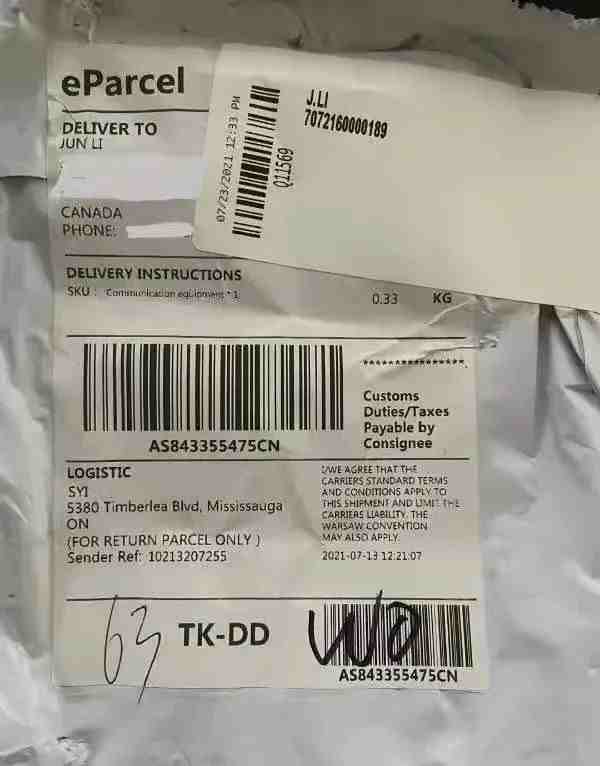 eParcel
DELIVER TO
JUN LI
CANADA
PHONE:
07/23/2021 12:33 PM
Q11569
J.LI
7072160000189
DELIVERY INSTRUCTIONS
SKU : Communication equipment * 1 0.33 KG
AS843355475CN
*******************
Customs
Duties/Taxes
Payable by
Consignee
LOGISTIC
SYI
5380 Timberlea Blvd, Mississauga
ON
(FOR RETURN PARCEL ONLY )
Sender Ref: 10213207255
I/WE AGREE THAT THE
CARRIERS STANDARD TERMS
AND CONDITIONS APPLY TO
THIS SHIPMENT AND LIMIT THE
CARRIERS LIABILITY. THE
WARSAW CONVENTION
MAY ALSO APPLY.
2021-07-13 12:21:07
63 TK-DD WO
AS843355475CN